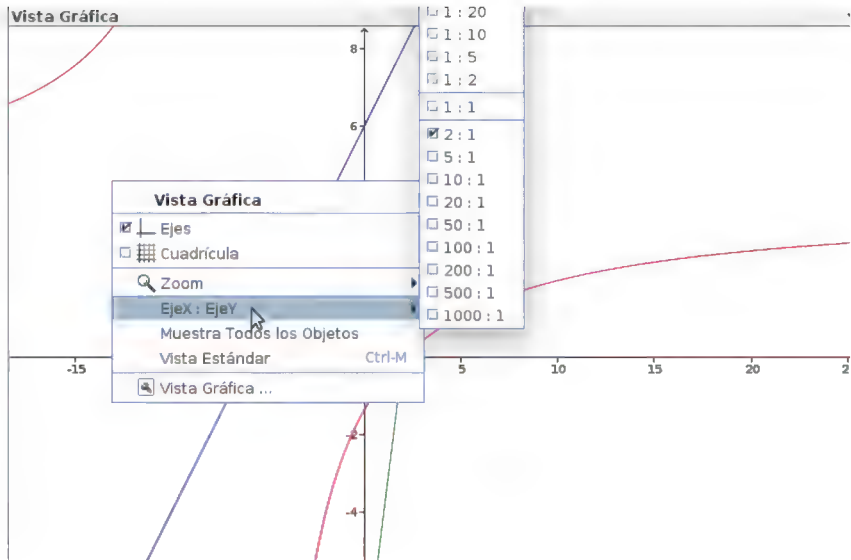 Vista Gráfica
1 : 20
1 : 10
1 : 5
1 : 2
1 : 1
2 : 1
5 : 1
10 : 1
20 : 1
50 : 1
100 : 1
200 : 1
500 : 1
1000 : 1
8
6
Vista Gráfica
Ejes
Cuadrícula
Zoom
EjeX : EjeY
Muestra Todos los Objetos
Vista Estándar Ctrl-M
Vista Gráfica ...
-15 5 10 15 20 2
-2
-4